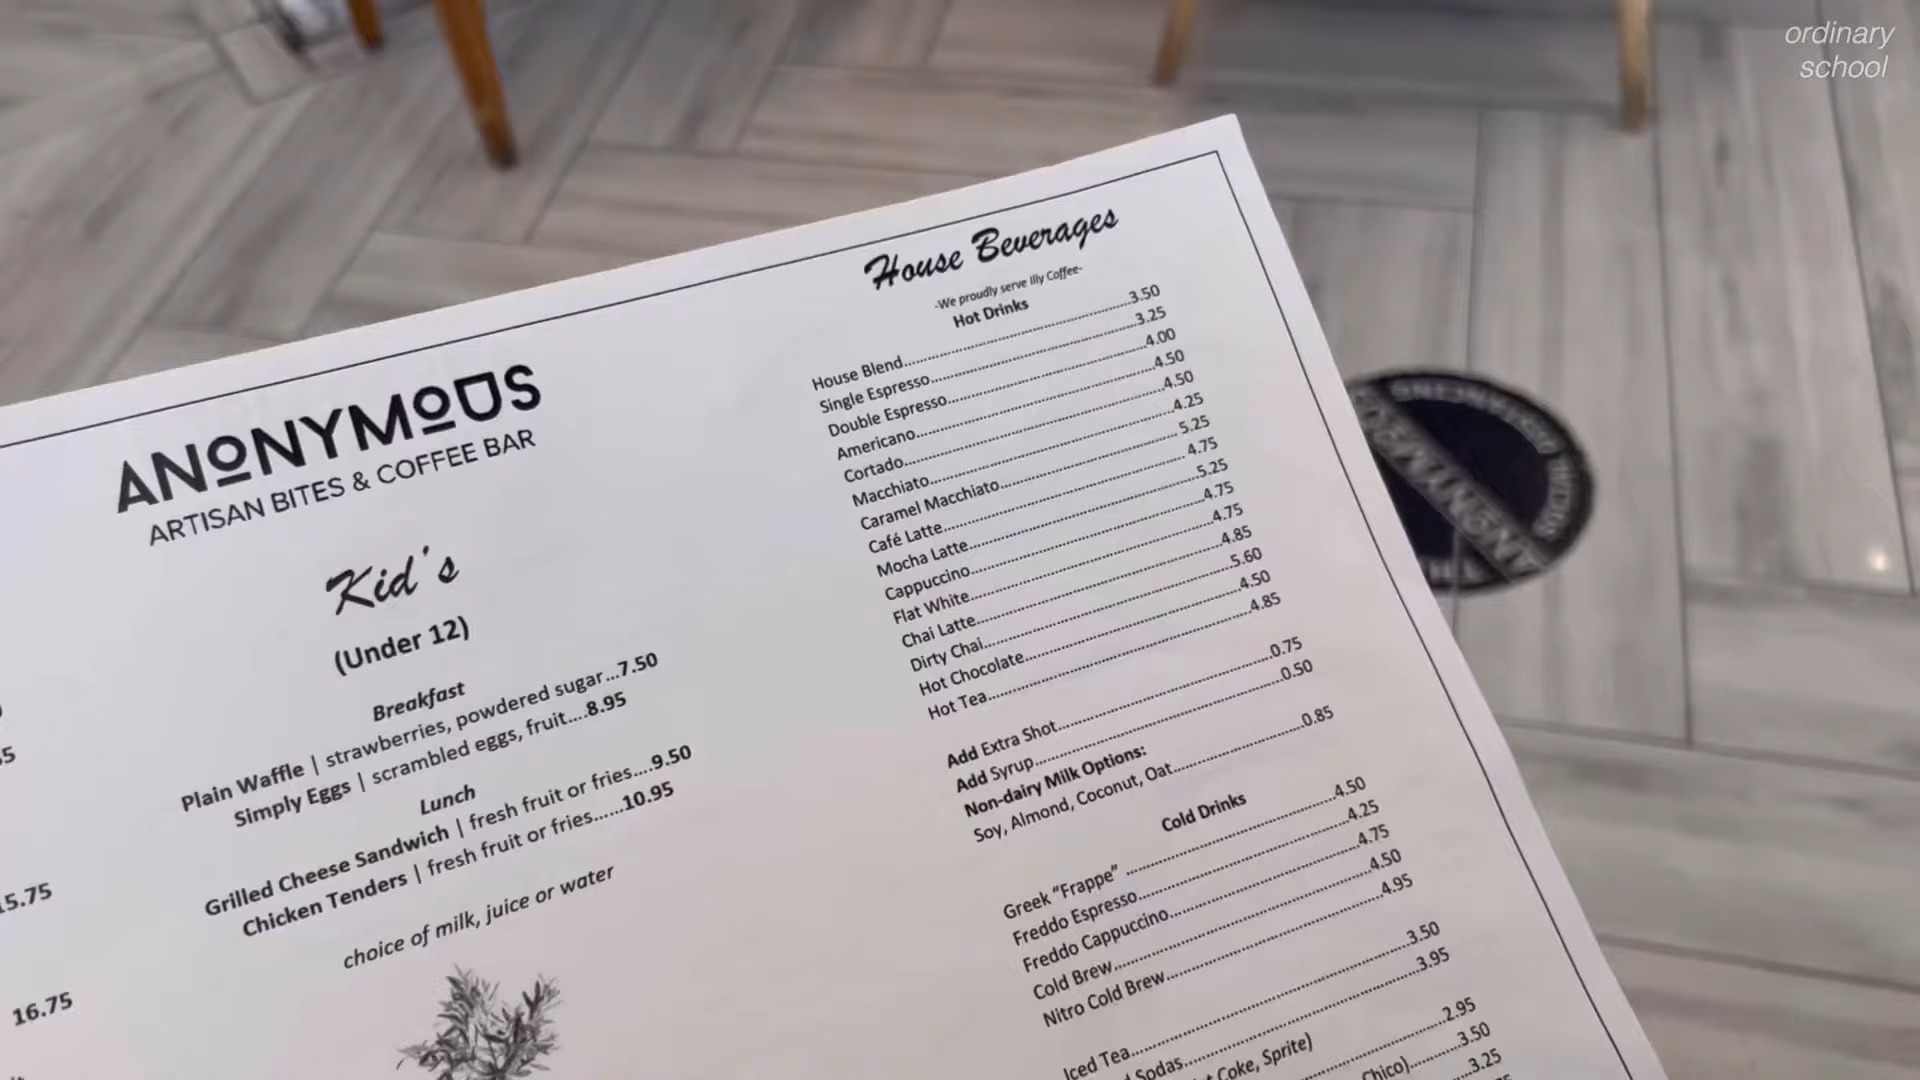 ordinary
school
ANONYMOUS
ARTISAN BITES & COFFEE BAR
Kid's
(Under 12)
Breakfast
Plain Waffle | strawberries, powdered sugar...7.50
Simply Eggs | scrambled eggs, fruit....8.95
Lunch
Grilled Cheese Sandwich | fresh fruit or fries....9.50
Chicken Tenders | fresh fruit or fries......10.95
choice of milk, juice or water
16.75
House Beverages
-We proudly serve Illy Coffee-
Hot Drinks
House Blend....................3.50
Single Espresso....................3.25
Double Espresso....................4.00
Americano....................4.50
Cortado....................4.50
Macchiato....................4.25
Caramel Macchiato....................5.25
Café Latte....................4.75
Mocha Latte....................5.25
Cappuccino....................4.75
Flat White....................4.75
Chai Latte....................4.85
Dirty Chai....................5.60
Hot Chocolate....................4.50
Hot Tea....................4.85
Add Extra Shot....................0.75
Add Syrup....................0.50
Non-dairy Milk Options:
Soy, Almond, Coconut, Oat....................0.85
Cold Drinks
Greek “Frappe” ....................4.50
Freddo Espresso....................4.25
Freddo Cappuccino....................4.75
Cold Brew....................4.50
Nitro Cold Brew....................4.95
Iced Tea....................3.50
Sodas....................3.95
Coke, Sprite)
2.95
Chico)..........3.50
3.25
ANONYMOUS